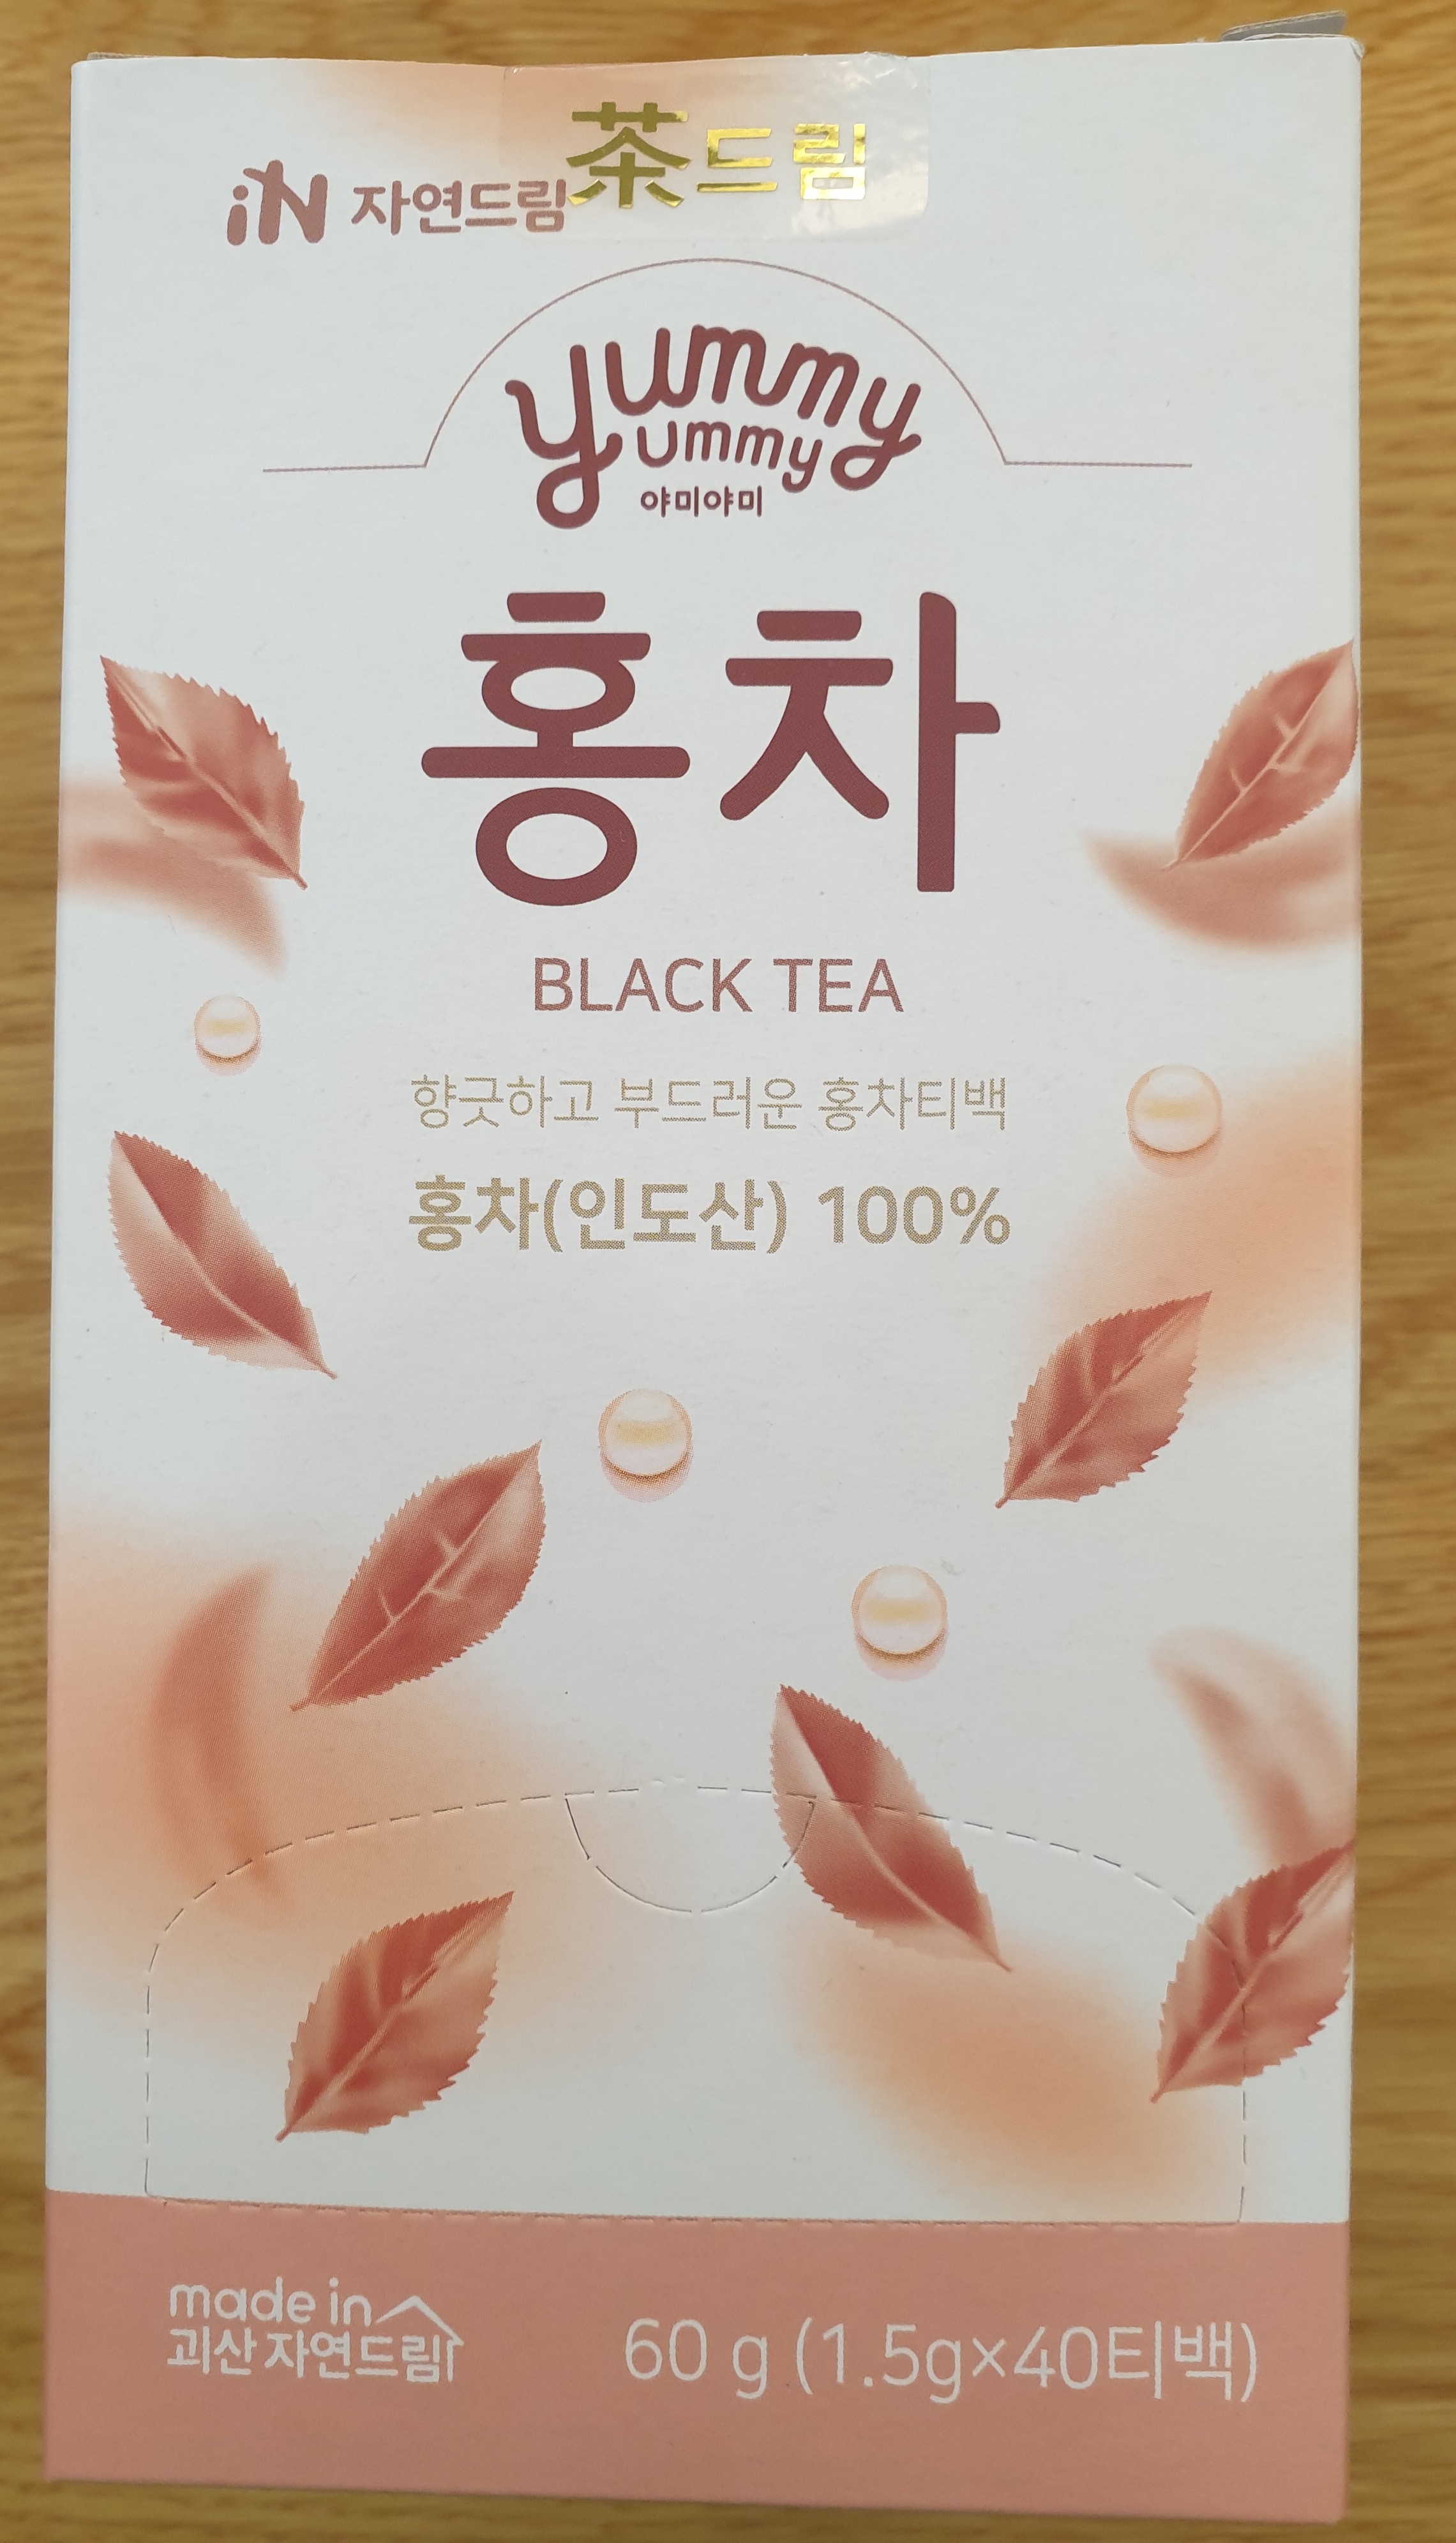 茶드림
iN 자연드림
yummy
yummy
야미야미
홍차
BLACK TEA
향긋하고 부드러운 홍차티백
홍차(인도산) 100%
made in
괴산 자연드림
60 g (1.5g×40티백)